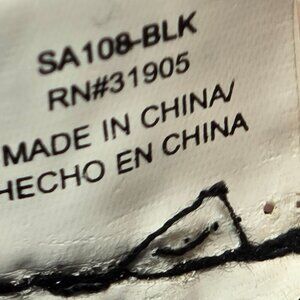 SA108-BLK
RN#31905
MADE IN CHINA/
HECHO EN CHINA